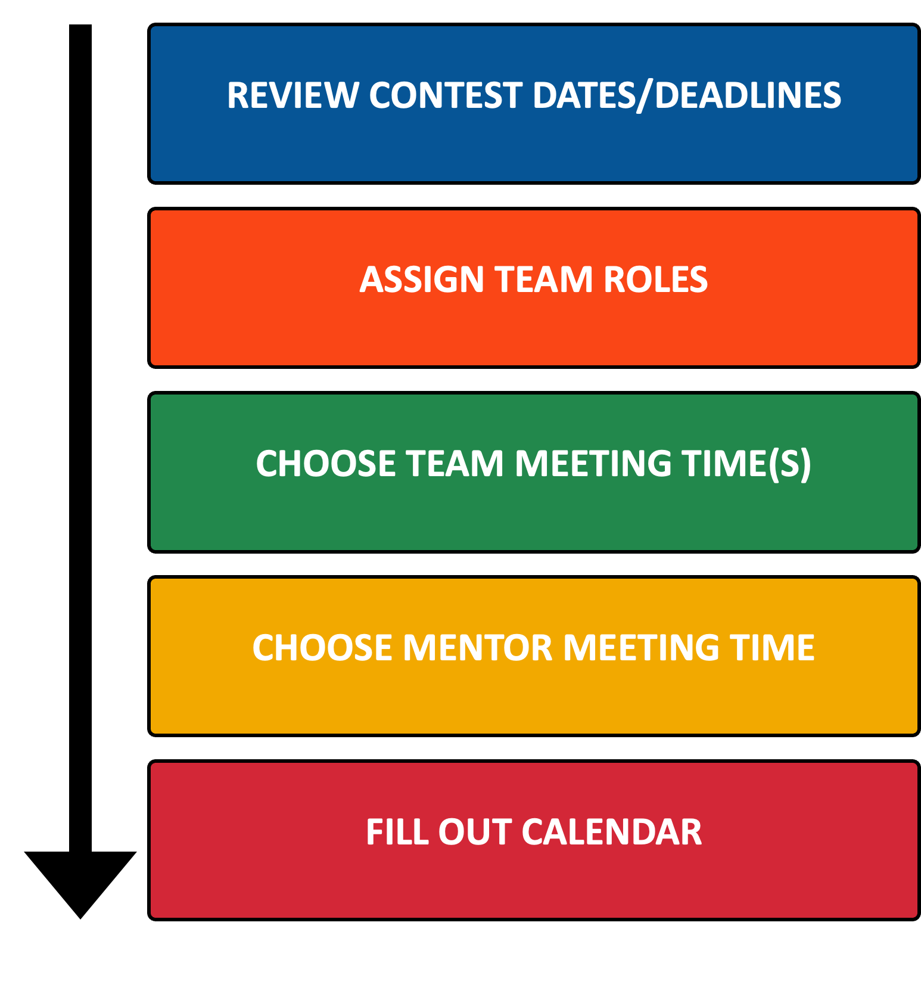 REVIEW CONTEST DATES/DEADLINES
ASSIGN TEAM ROLES
CHOOSE TEAM MEETING TIME(S)
CHOOSE MENTOR MEETING TIME
FILL OUT CALENDAR